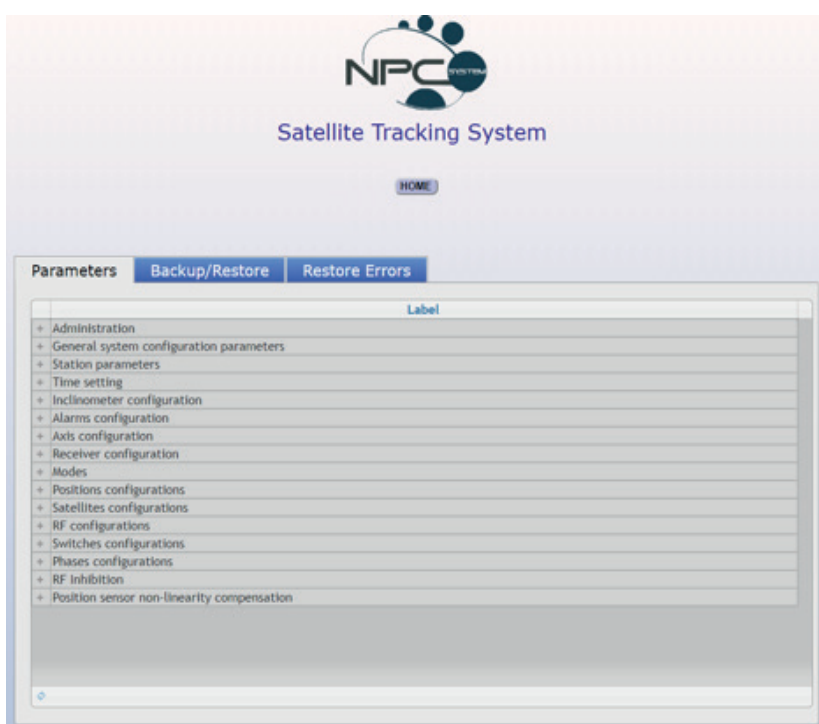 NPC
SYSTEM
Satellite Tracking System
HOME
Parameters Backup/Restore Restore Errors
Label
+ Administration
+ General system configuration parameters
+ Station parameters
+ Time setting
+ Inclinometer configuration
+ Alarms configuration
+ Axis configuration
+ Receiver configuration
+ Modes
+ Positions configurations
+ Satellites configurations
+ RF configurations
+ Switches configurations
+ Phases configurations
+ RF Inhibition
+ Position sensor non-linearity compensation